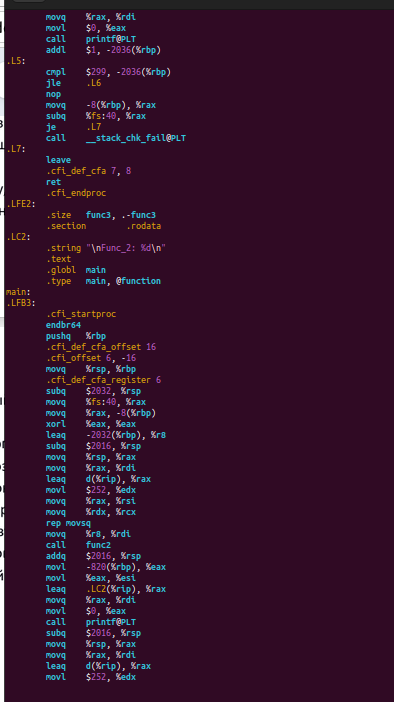 movq %rax, %rdi
movl $0, %eax
call printf@PLT
addl $1, -2036(%rbp)
.L5:
cmpl $299, -2036(%rbp)
jle .L6
nop
movq -8(%rbp), %rax
subq %fs:40, %rax
je .L7
call __stack_chk_fail@PLT
.L7:
leave
.cfi_def_cfa 7, 8
ret
.cfi_endproc
.LFE2:
.size func3, .-func3
.section .rodata
.LC2:
.string "\nFunc_2: %d\n"
.text
.globl main
.type main, @function
main:
.LFB3:
.cfi_startproc
endbr64
pushq %rbp
.cfi_def_cfa_offset 16
.cfi_offset 6, -16
movq %rsp, %rbp
.cfi_def_cfa_register 6
subq $2032, %rsp
movq %fs:40, %rax
movq %rax, -8(%rbp)
xorl %eax, %eax
leaq -2032(%rbp), %r8
subq $2016, %rsp
movq %rsp, %rax
movq %rax, %rdi
leaq d(%rip), %rax
movl $252, %edx
movq %rax, %rsi
movq %rdx, %rcx
rep movsq
movq %r8, %rdi
call func2
addq $2016, %rsp
movl -820(%rbp), %eax
movl %eax, %esi
leaq .LC2(%rip), %rax
movq %rax, %rdi
movl $0, %eax
call printf@PLT
subq $2016, %rsp
movq %rsp, %rax
movq %rax, %rdi
leaq d(%rip), %rax
movl $252, %edx